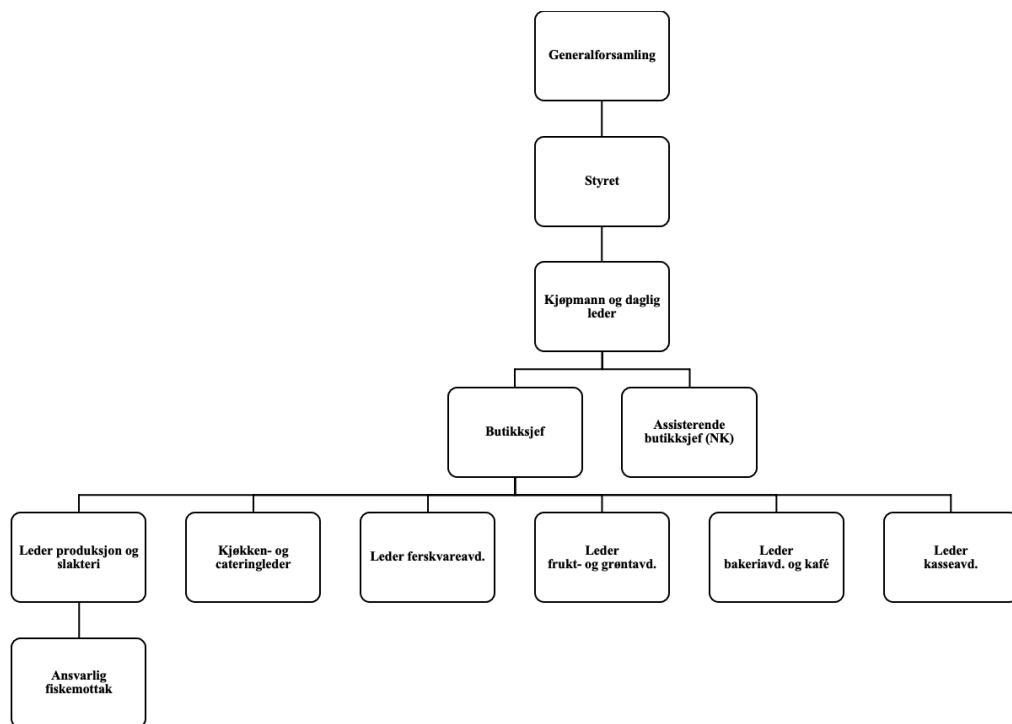 Generalforsamling
Styret
Kjøpmann og daglig
leder
Butikksjef
Assisterende
butikksjef (NK)
Leder produksjon og
slakteri
Kjøkken- og
cateringleder
Leder ferskvareavd.
Leder
frukt- og grøntavd.
Leder
bakeriavd. og kafé
Leder
kasseavd.
Ansvarlig
fiskemottak